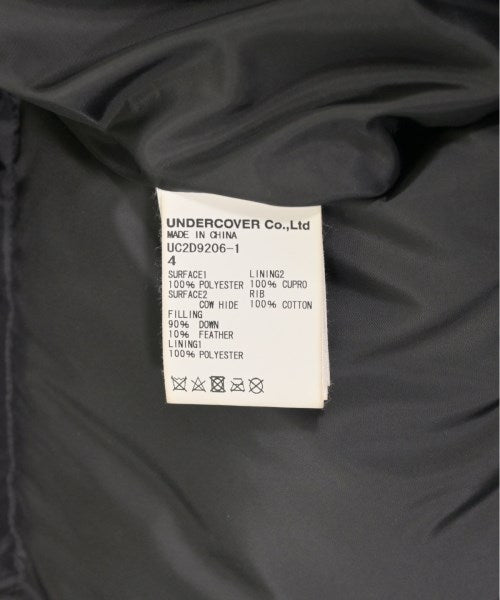 UNDERCOVER Co.,Ltd
MADE IN CHINA
UC2D9206-1
4
SURFACE1 LINING2
100% POLYESTER 100% CUPRO
SURFACE2 RIB
COW HIDE 100% COTTON
FILLING
90% DOWN
10% FEATHER
LINING1
100% POLYESTER